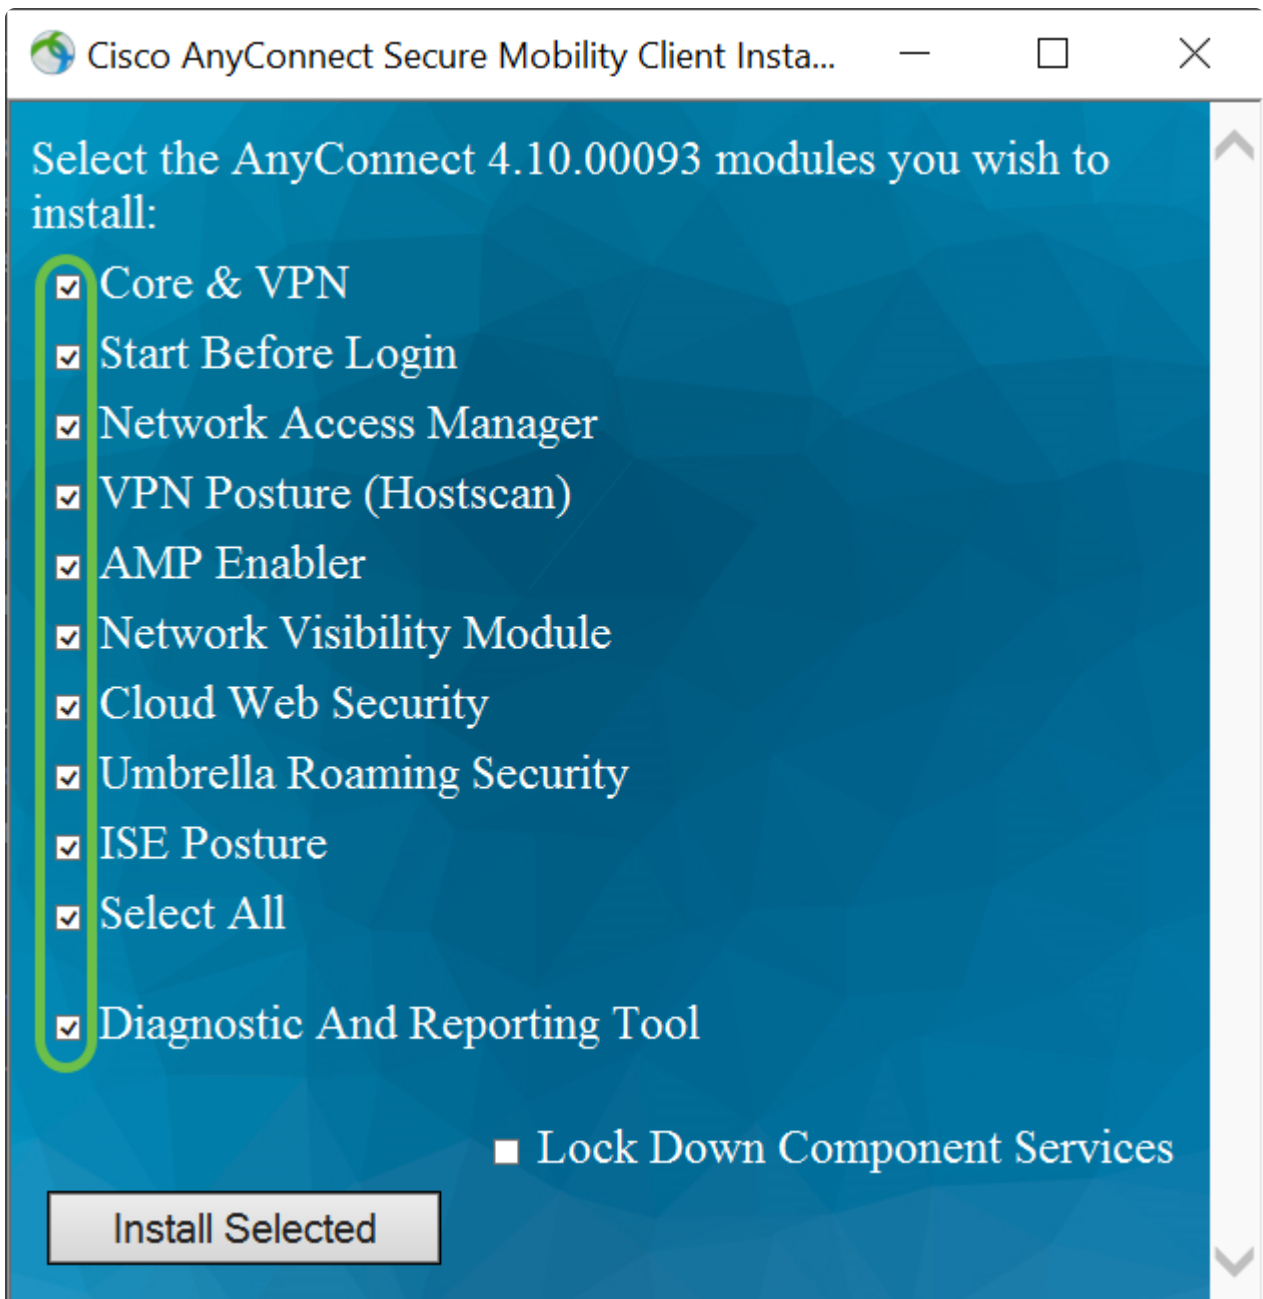 Cisco AnyConnect Secure Mobility Client Insta...
Select the AnyConnect 4.10.00093 modules you wish to
install:
Core & VPN
Start Before Login
Network Access Manager
VPN Posture (Hostscan)
AMP Enabler
Network Visibility Module
Cloud Web Security
Umbrella Roaming Security
ISE Posture
Select All
Diagnostic And Reporting Tool
Lock Down Component Services
Install Selected